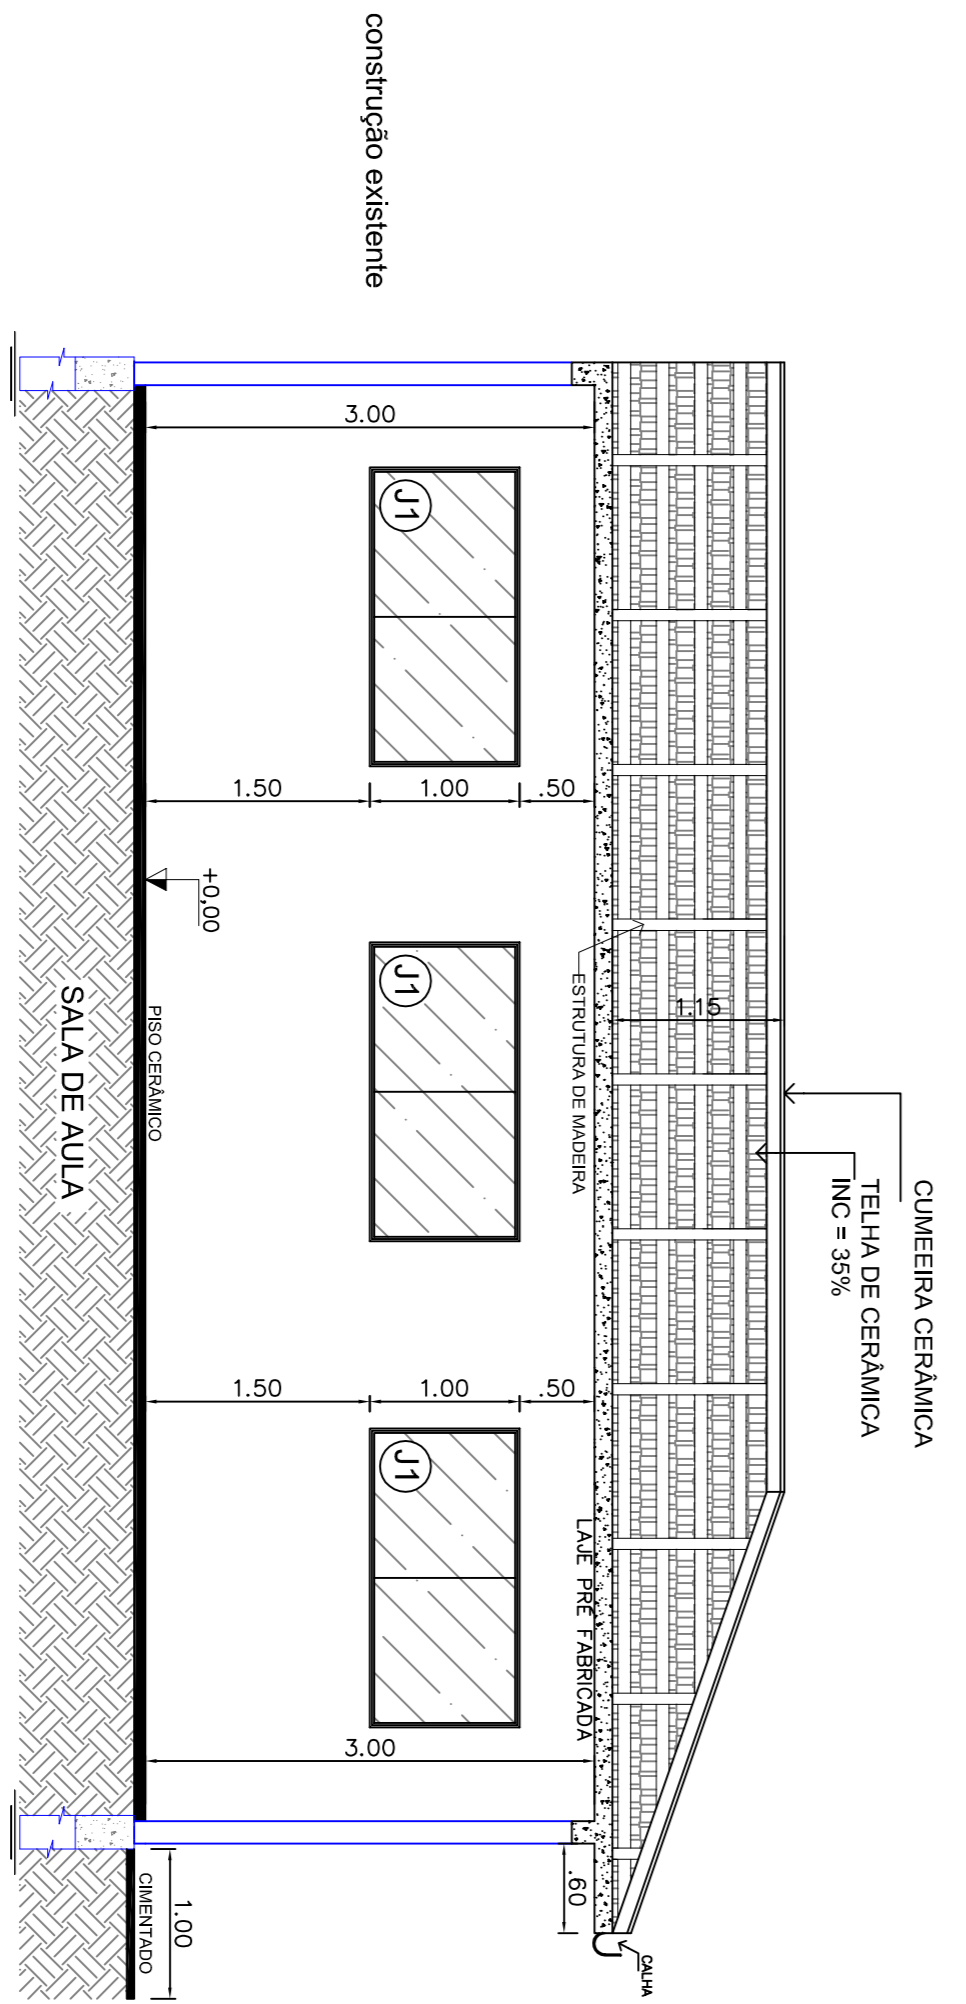 CUMEEIRA CERÂMICA
TELHA DE CERÂMICA
INC = 35%
1.15
CALHA
ESTRUTURA DE MADEIRA
LAJE PRÉ FABRICADA
.60
construção existente
3.00
J1
.50
1.00
1.50
J1
.50
1.00
1.50
J1
3.00
+0,00
PISO CERÂMICO
1.00
CIMENTADO
SALA DE AULA